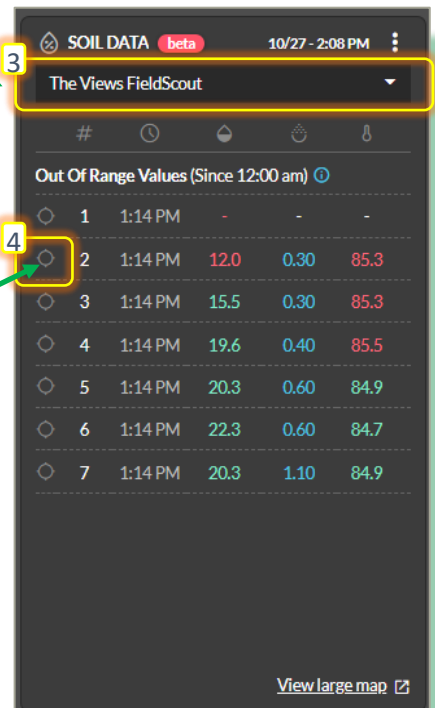 SOIL DATA beta 10/27 - 2:08 PM
3
The Views FieldScout
#
Out Of Range Values (Since 12:00 am)
1 1:14 PM - - -
4
2 1:14 PM 12.0 0.30 85.3
3 1:14 PM 15.5 0.30 85.3
4 1:14 PM 19.6 0.40 85.5
5 1:14 PM 20.3 0.60 84.9
6 1:14 PM 22.3 0.60 84.7
7 1:14 PM 20.3 1.10 84.9
View large map